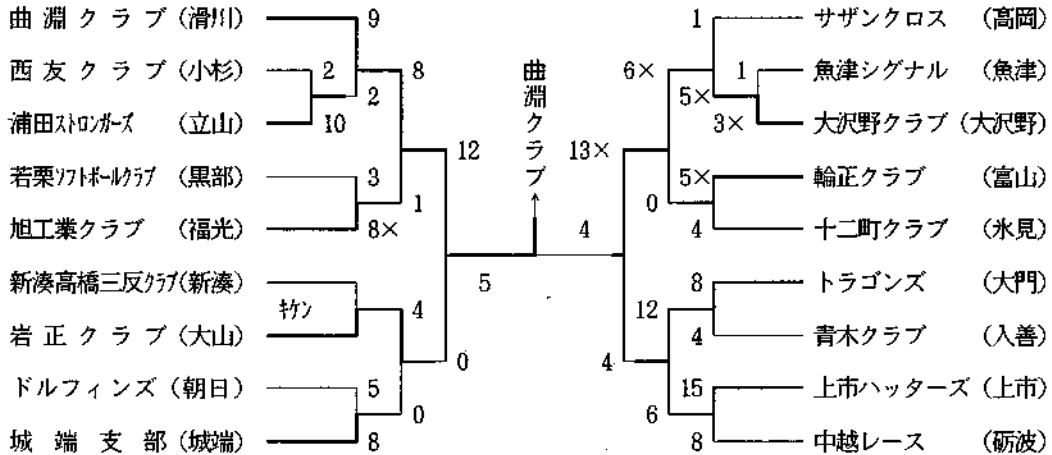 曲淵クラブ（滑川） 9
西友クラブ（小杉） 2
8
2
浦田ストロンガーズ （立山） 10
12
若栗ソフトボールクラブ（黒部） 3
1
旭工業クラブ （福光） 8×
5
新湊高橋三反クラブ（新湊）
キケン
4
岩正クラブ（大山）
0
ドルフィンズ（朝日） 5
0
城端支部（城端） 8
曲淵クラブ
1 サザンクロス （高岡）
6×
1 魚津シグナル （魚津）
5×
3× 大沢野クラブ（大沢野）
13×
5× 輪正クラブ （富山）
0
4 十二町クラブ （氷見）
4
8 トラゴンズ （大門）
12
4 青木クラブ （入善）
4
15 上市ハッターズ（上市）
6
8 中越レース （砺波）